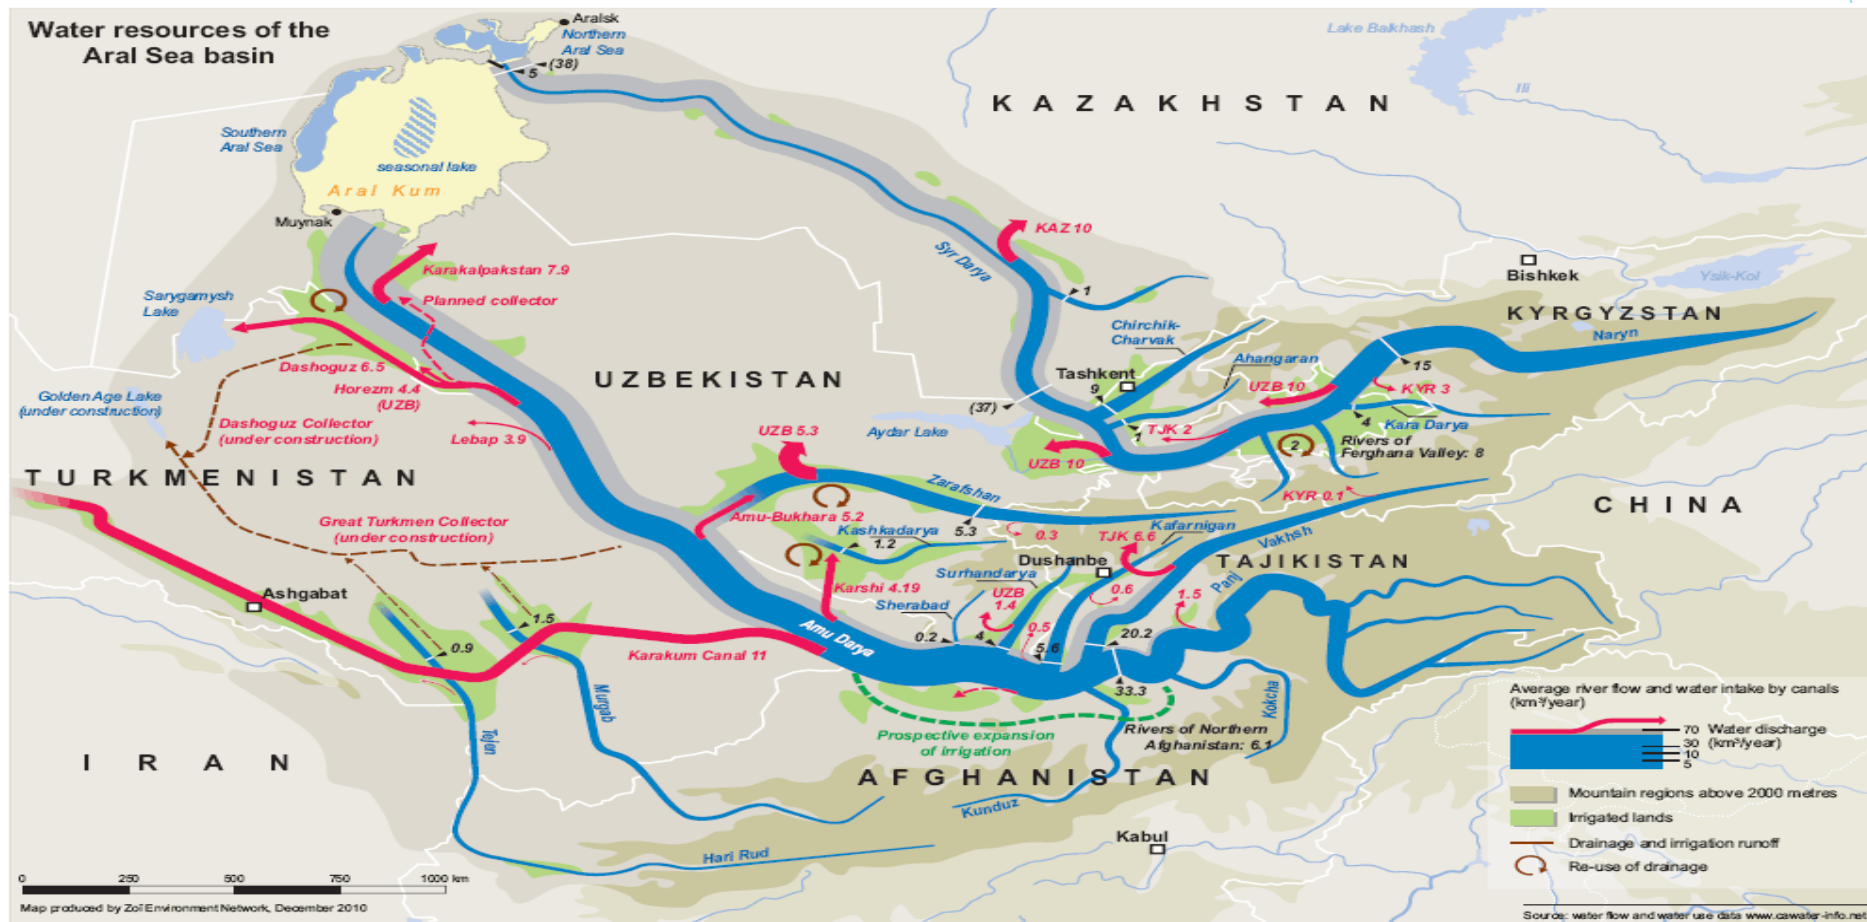 Water resources of the
Aral Sea basin
Aralsk
Northern
Aral Sea
(38)
5
Lake Balkhash
Ili
KAZAKHSTAN
Southern
Aral Sea
seasonal lake
Aral Kum
Muynak
Syr Darya
KAZ 10
1
Bishkek
Ysik-Kol
Karakalpakstan 7.9
Planned collector
Sarygamysh
Lake
KYRGYZSTAN
Naryn
Chirchik-
Charvak
Ahangaran
15
Tashkent
9
UZB 10
KYR 3
Dashoguz 6.5
Horezm 4.4
(UZB)
UZBEKISTAN
Golden Age Lake
(under construction)
(37)
4
Kara Darya
Dashoguz Collector
(under construction)
Lebap 3.9
UZB 5.3
Aydar Lake
1
TJK 2
2
Rivers of
Ferghana Valley: 8
UZB 10
TURKMENISTAN
Zarafshan
KYR 0.1
CHINA
Great Turkmen Collector
(under construction)
Amu-Bukhara 5.2
Kashkadarya
1.2
5.3
0.3
Kafarnigan
TJK 6.6
Vakhsh
TAJIKISTAN
Dushanbe
Surhandarya
Panj
Ashgabat
Karshi 4.19
Sherabad
UZB
1.4
0.6
1.5
0.9
1.5
Amu Darya
0.2
4
0.5
5.6
20.2
Karakum Canal 11
33.3
Murgab
Tejen
Kokcha
Prospective expansion
of irrigation
Rivers of Northern
Afghanistan: 6.1
IRAN
AFGHANISTAN
Kunduz
Kabul
Hari Rud
Average river flow and water intake by canals
(km³/year)
70 Water discharge
30 (km³/year)
10
5
Mountain regions above 2000 metres
Irrigated lands
Drainage and irrigation runoff
Re-use of drainage
0 250 500 750 1000 km
Map produced by Zoï Environment Network, December 2010
Source: water flow and water use data www.cawater-info.net